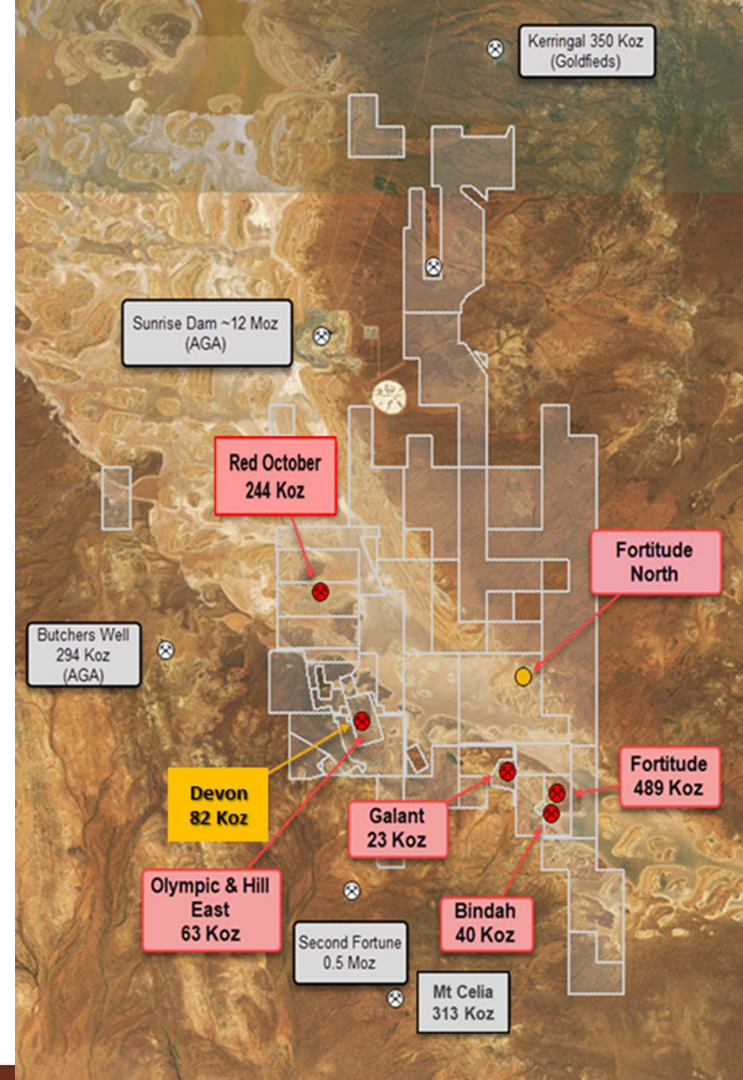 Kerringal 350 Koz
(Goldfieds)
Sunrise Dam ~12 Moz
(AGA)
Red October
244 Koz
Fortitude
North
Butchers Well
294 Koz
(AGA)
Devon
82 Koz
Fortitude
489 Koz
Galant
23 Koz
Olympic & Hill
East
63 Koz
Bindah
40 Koz
Second Fortune
0.5 Moz
Mt Celia
313 Koz